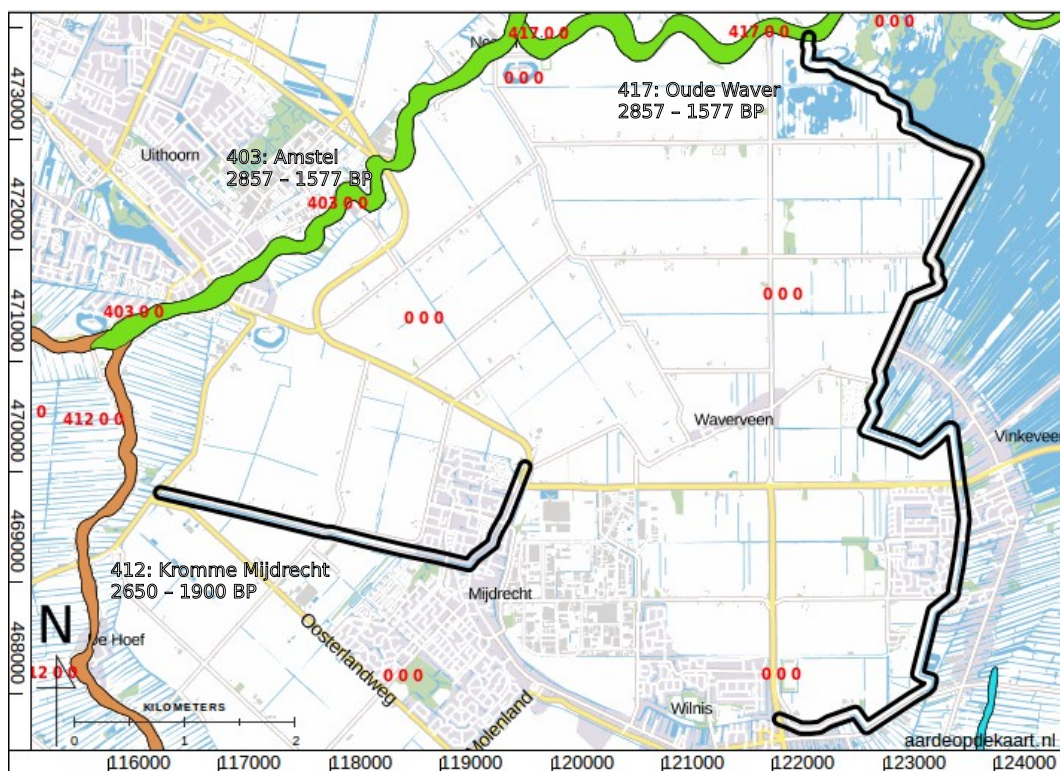 0 0 0
417 0 0
417 0 0
0 0 0
417: Oude Waver
2857 – 1577 BP
Uithoorn
403: Amstel
2857 – 1577 BP
403 0 0
403 0 0
0 0 0
0 0 0
0
412 0 0
Waverveen
Vinkeveen
412: Kromme Mijdrecht
2650 – 1900 BP
Mijdrecht
N
De Hoef
Oosterlandweg
12 0 0
0 0 0
0 0 0
KILOMETERS
0 1 2
Molenland
Wilnis
aardeopdekaart.nl
473000
472000
471000
470000
469000
468000
116000 117000 118000 119000 120000 121000 122000 123000 124000